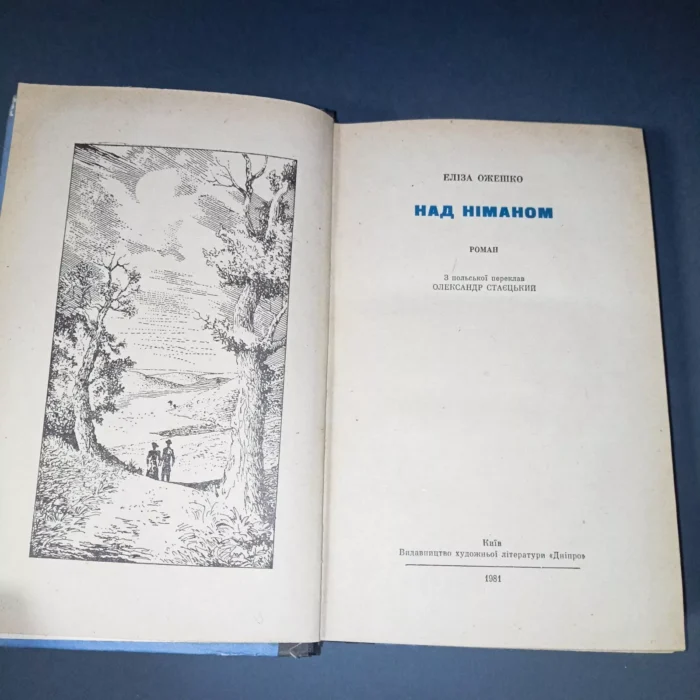 ЕЛІЗА ОЖЕШКО
НАД НІМАНОМ
РОМАН
З польської переклав
ОЛЕКСАНДР СТАЄЦЬКИЙ
Київ
Видавництво художньої літератури «Дніпро»
1981